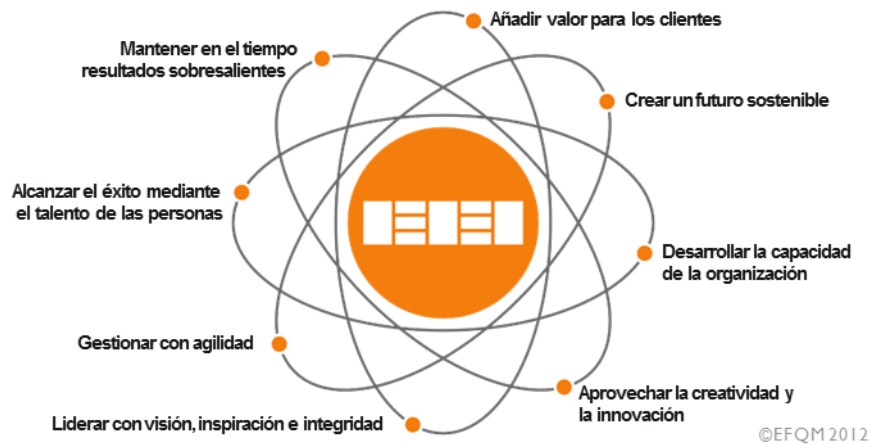 Añadir valor para los clientes
Mantener en el tiempo
resultados sobresalientes
Crear un futuro sostenible
Alcanzar el éxito mediante
el talento de las personas
Desarrollar la capacidad
de la organización
Gestionar con agilidad
Aprovechar la creatividad y
la innovación
Liderar con visión, inspiración e integridad
©EFQM 2012